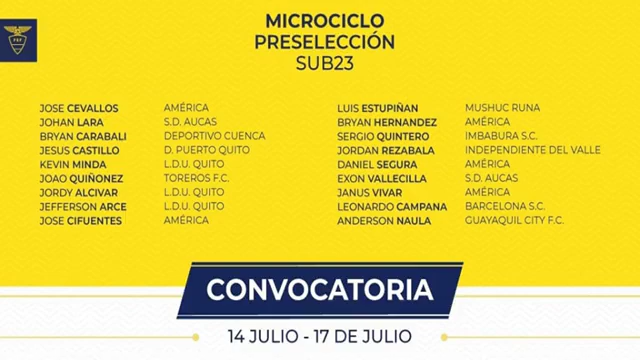 MICROCICLO
PRESELECCIÓN
SUB23
JOSE CEVALLOS AMÉRICA
JOHAN LARA S.D. AUCAS
BRYAN CARABALI DEPORTIVO CUENCA
JESUS CASTILLO D. PUERTO QUITO
KEVIN MINDA L.D.U. QUITO
JOAO QUIÑONEZ TOREROS F.C.
JORDY ALCIVAR L.D.U. QUITO
JEFFERSON ARCE L.D.U. QUITO
JOSE CIFUENTES AMÉRICA
LUIS ESTUPIÑAN MUSHUC RUNA
BRYAN HERNANDEZ AMÉRICA
SERGIO QUINTERO IMBABURA S.C.
JORDAN REZABALA INDEPENDIENTE DEL VALLE
DANIEL SEGURA AMÉRICA
EXON VALLECILLA S.D. AUCAS
JANUS VIVAR AMÉRICA
LEONARDO CAMPANA BARCELONA S.C.
ANDERSON NAULA GUAYAQUIL CITY F.C.
CONVOCATORIA
14 JULIO - 17 DE JULIO